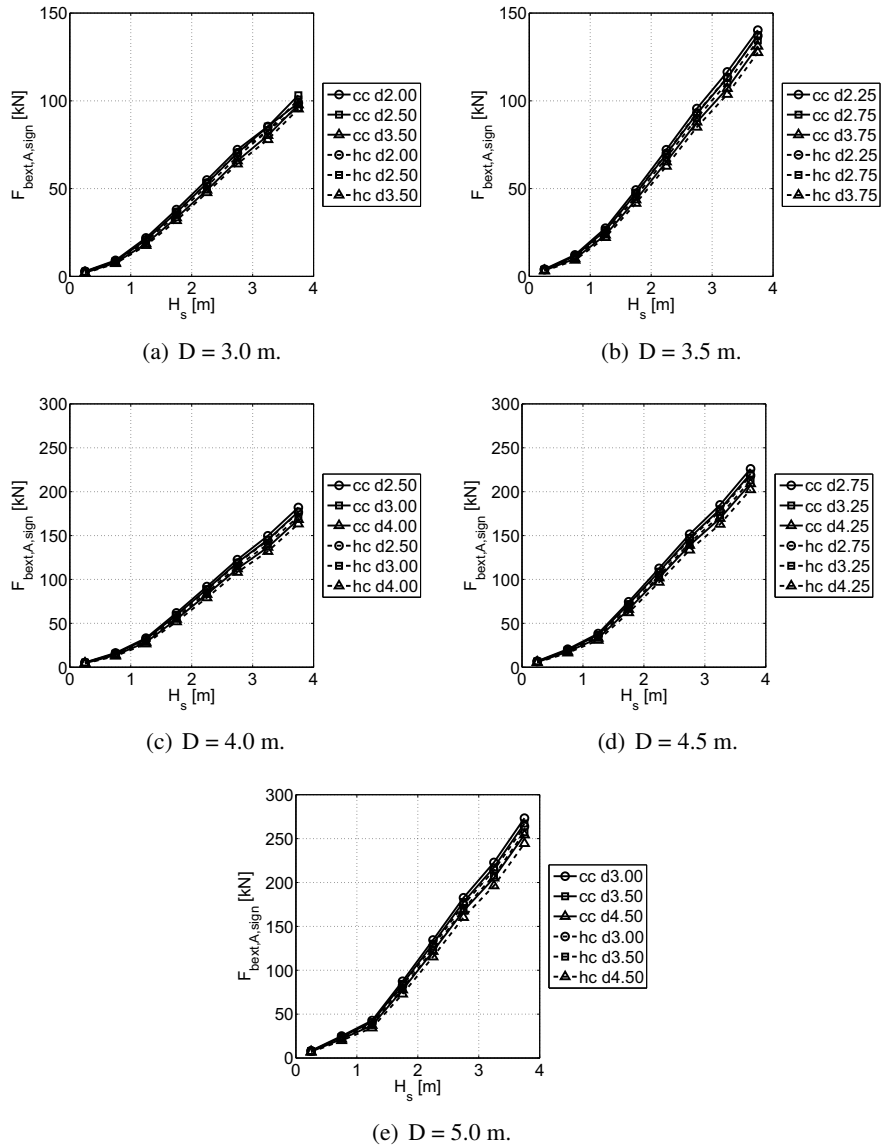 150
100
50
0
0 1 2 3 4
F_bext,A,sign [kN]
H_s [m]
cc d2.00
cc d2.50
cc d3.50
hc d2.00
hc d2.50
hc d3.50
(a) D = 3.0 m.
150
100
50
0
0 1 2 3 4
F_bext,A,sign [kN]
H_s [m]
cc d2.25
cc d2.75
cc d3.75
hc d2.25
hc d2.75
hc d3.75
(b) D = 3.5 m.
300
250
200
150
100
50
0
0 1 2 3 4
F_bext,A,sign [kN]
H_s [m]
cc d2.50
cc d3.00
cc d4.00
hc d2.50
hc d3.00
hc d4.00
(c) D = 4.0 m.
300
250
200
150
100
50
0
0 1 2 3 4
F_bext,A,sign [kN]
H_s [m]
cc d2.75
cc d3.25
cc d4.25
hc d2.75
hc d3.25
hc d4.25
(d) D = 4.5 m.
300
250
200
150
100
50
0
0 1 2 3 4
F_bext,A,sign [kN]
H_s [m]
cc d3.00
cc d3.50
cc d4.50
hc d3.00
hc d3.50
hc d4.50
(e) D = 5.0 m.